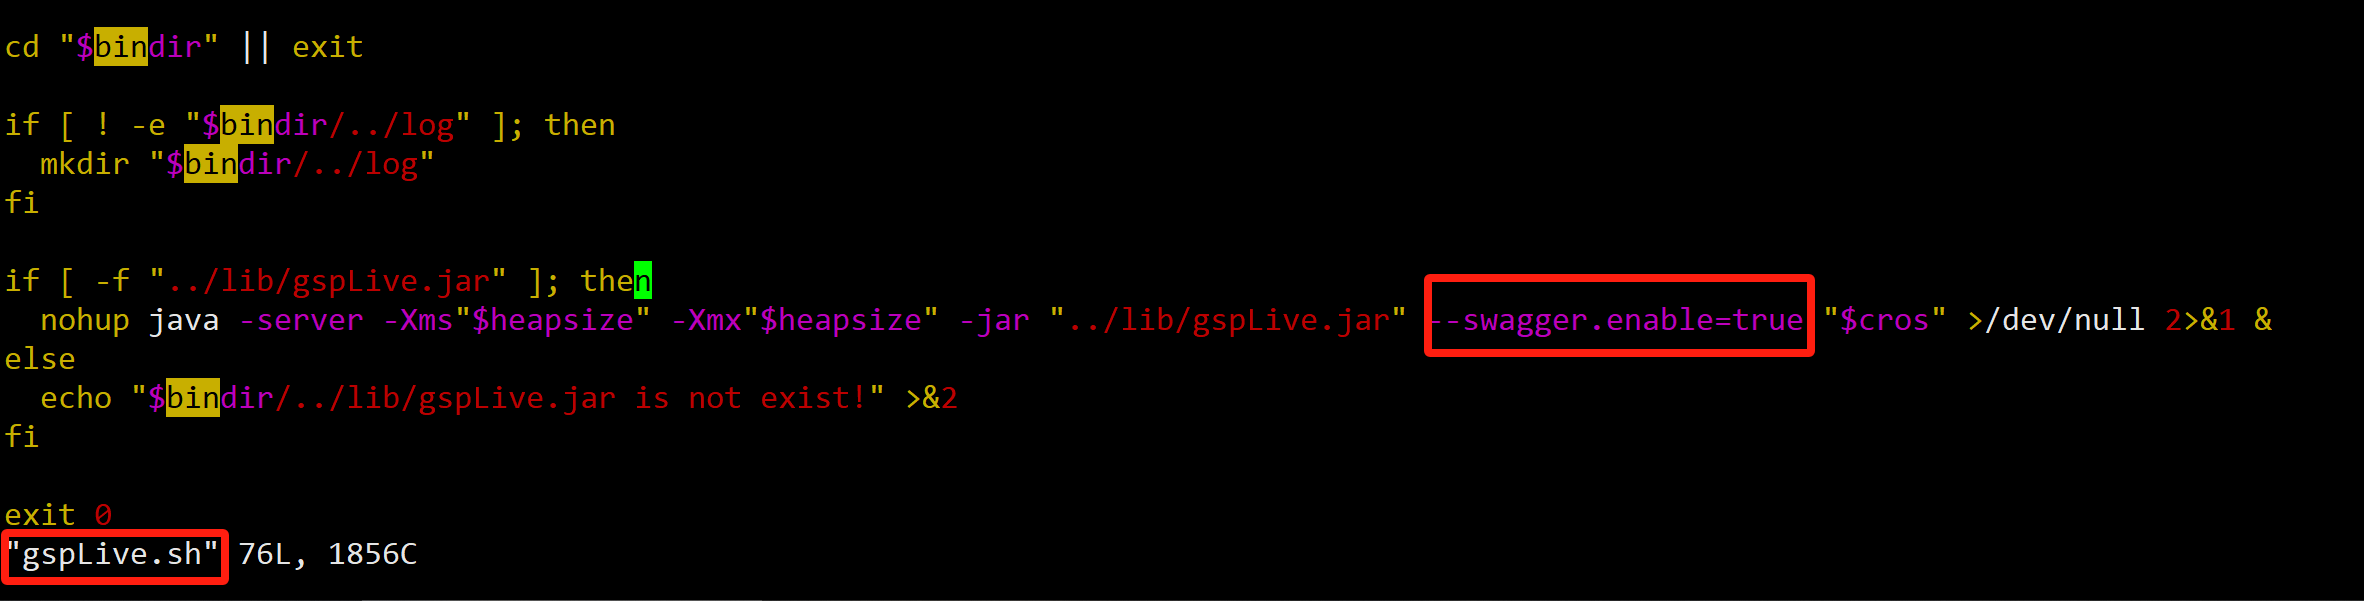 cd "$bindir" || exit
if [ ! -e "$bindir/../log" ]; then
  mkdir "$bindir/../log"
fi
if [ -f "../lib/gspLive.jar" ]; then
  nohup java -server -Xms"$heapsize" -Xmx"$heapsize" -jar "../lib/gspLive.jar" --swagger.enable=true "$cros" >/dev/null 2>&1 &
else
  echo "$bindir/../lib/gspLive.jar is not exist!" >&2
fi
exit 0
"gspLive.sh" 76L, 1856C